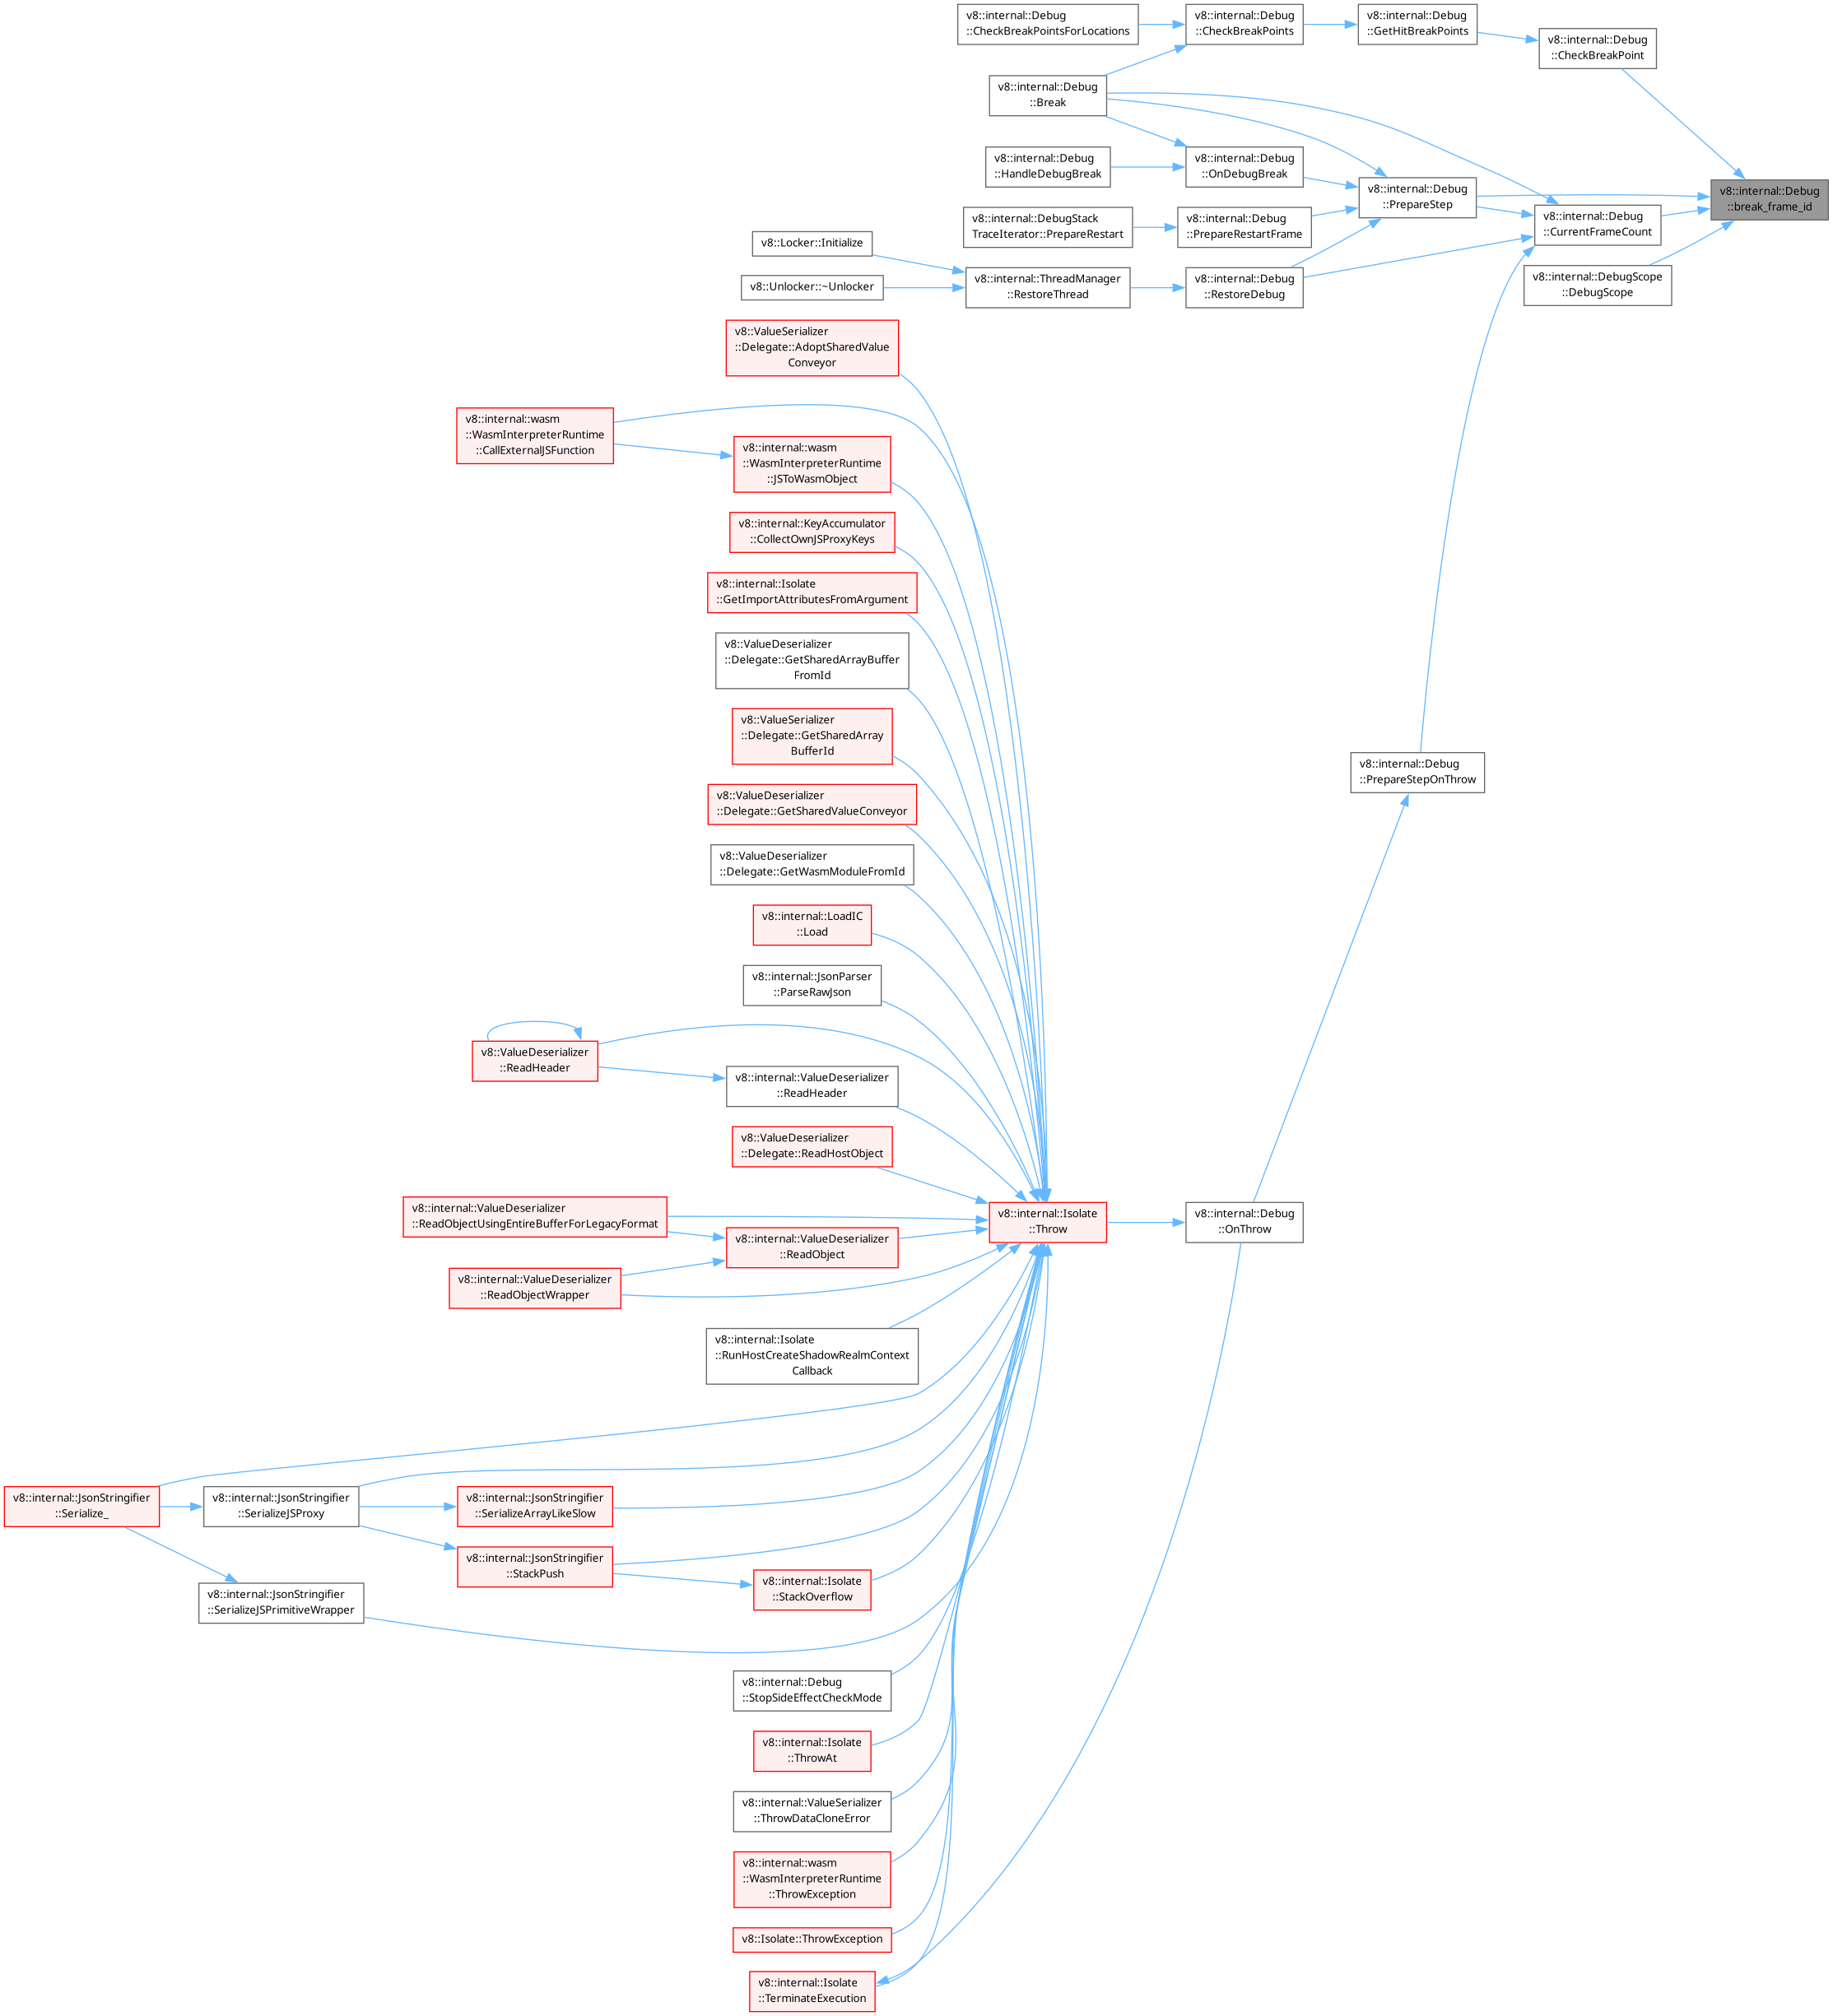 v8::internal::Debug
::CheckBreakPointsForLocations
v8::internal::Debug
::CheckBreakPoints
v8::internal::Debug
::GetHitBreakPoints
v8::internal::Debug
::CheckBreakPoint
v8::internal::Debug
::Break
v8::internal::Debug
::HandleDebugBreak
v8::internal::Debug
::OnDebugBreak
v8::internal::Debug
::PrepareStep
v8::internal::Debug
::break_frame_id
v8::internal::DebugStack
TraceIterator::PrepareRestart
v8::internal::Debug
::PrepareRestartFrame
v8::internal::Debug
::CurrentFrameCount
v8::Locker::Initialize
v8::Unlocker::~Unlocker
v8::internal::ThreadManager
::RestoreThread
v8::internal::Debug
::RestoreDebug
v8::internal::DebugScope
::DebugScope
v8::ValueSerializer
::Delegate::AdoptSharedValue
Conveyor
v8::internal::wasm
::WasmInterpreterRuntime
::CallExternalJSFunction
v8::internal::wasm
::WasmInterpreterRuntime
::JSToWasmObject
v8::internal::KeyAccumulator
::CollectOwnJSProxyKeys
v8::internal::Isolate
::GetImportAttributesFromArgument
v8::ValueDeserializer
::Delegate::GetSharedArrayBuffer
FromId
v8::ValueSerializer
::Delegate::GetSharedArray
BufferId
v8::internal::Debug
::PrepareStepOnThrow
v8::ValueDeserializer
::Delegate::GetSharedValueConveyor
v8::ValueDeserializer
::Delegate::GetWasmModuleFromId
v8::internal::LoadIC
::Load
v8::internal::JsonParser
::ParseRawJson
v8::ValueDeserializer
::ReadHeader
v8::internal::ValueDeserializer
::ReadHeader
v8::ValueDeserializer
::Delegate::ReadHostObject
v8::internal::ValueDeserializer
::ReadObjectUsingEntireBufferForLegacyFormat
v8::internal::ValueDeserializer
::ReadObject
v8::internal::Isolate
::Throw
v8::internal::Debug
::OnThrow
v8::internal::ValueDeserializer
::ReadObjectWrapper
v8::internal::Isolate
::RunHostCreateShadowRealmContext
Callback
v8::internal::JsonStringifier
::Serialize_
v8::internal::JsonStringifier
::SerializeJSProxy
v8::internal::JsonStringifier
::SerializeArrayLikeSlow
v8::internal::JsonStringifier
::StackPush
v8::internal::Isolate
::StackOverflow
v8::internal::JsonStringifier
::SerializeJSPrimitiveWrapper
v8::internal::Debug
::StopSideEffectCheckMode
v8::internal::Isolate
::ThrowAt
v8::internal::ValueSerializer
::ThrowDataCloneError
v8::internal::wasm
::WasmInterpreterRuntime
::ThrowException
v8::Isolate::ThrowException
v8::internal::Isolate
::TerminateExecution